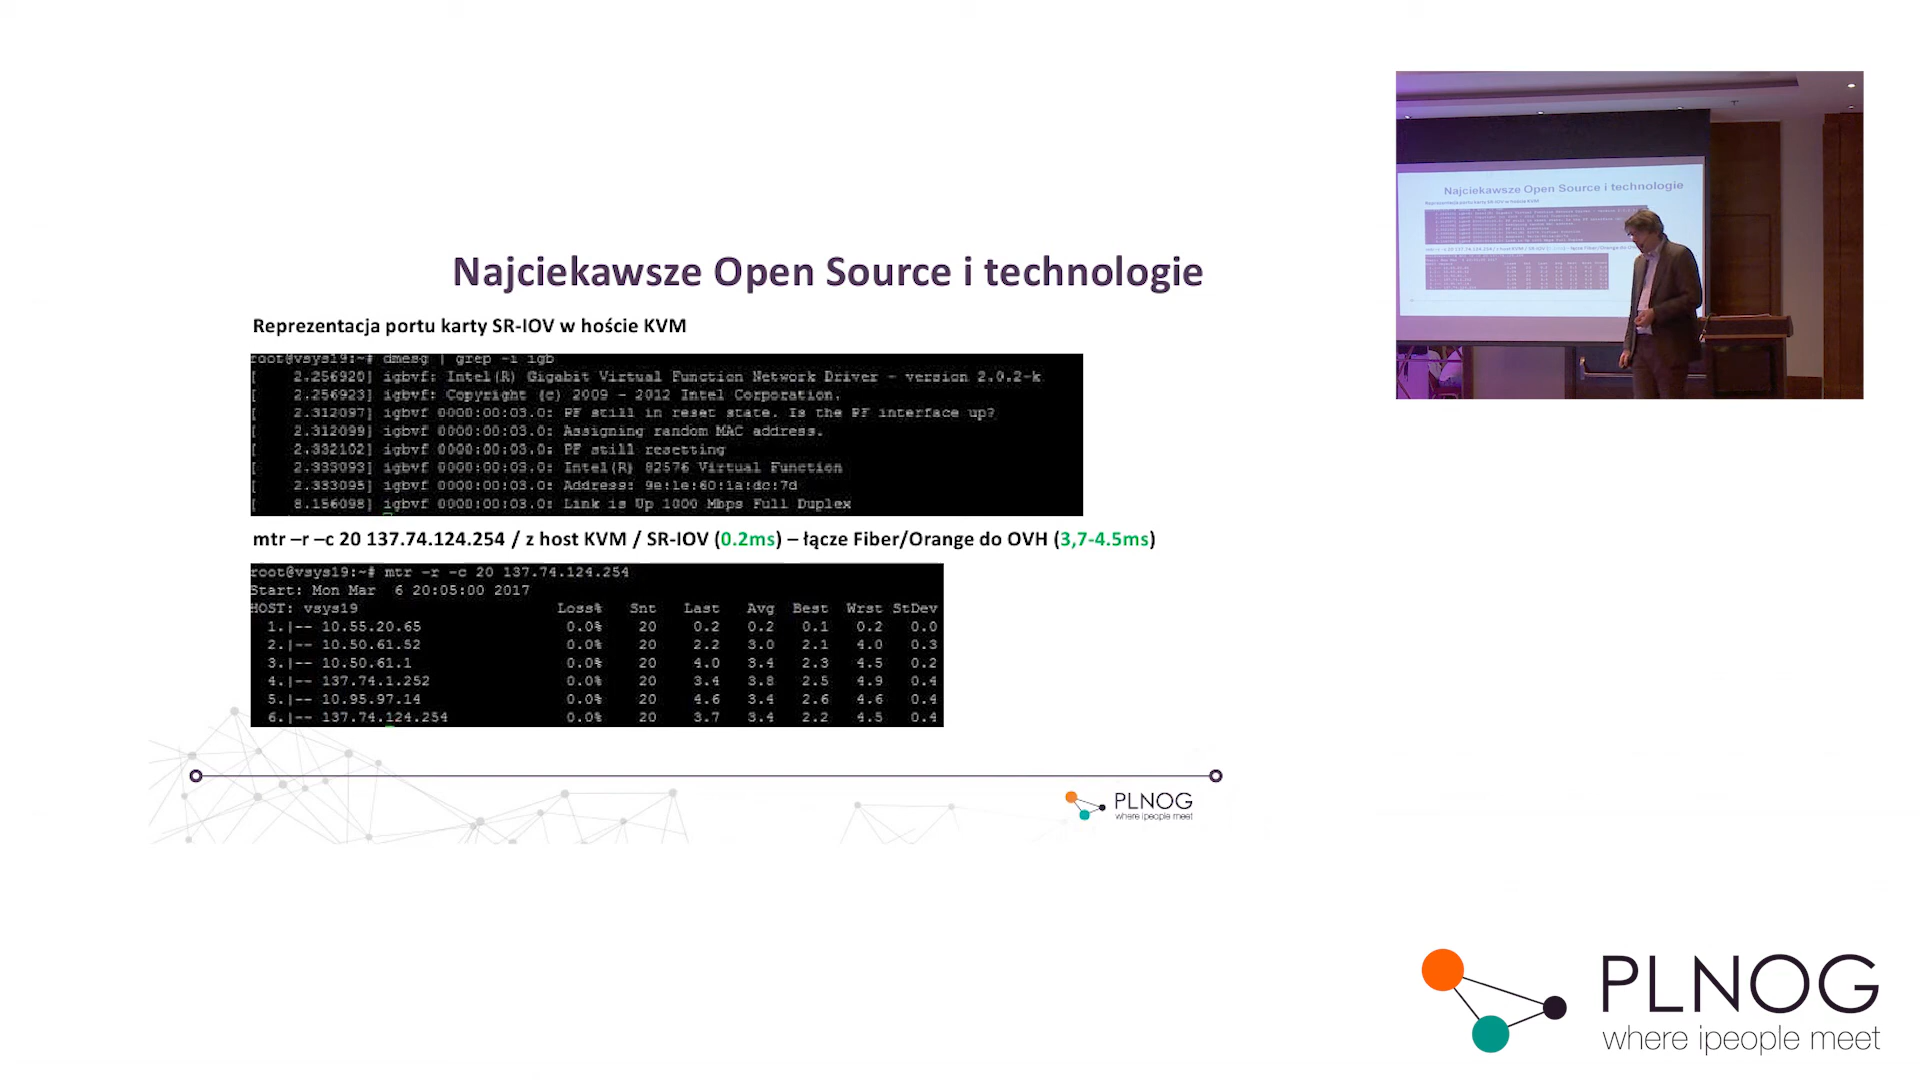 Najciekawsze Open Source i technologie
Reprezentacja portu karty SR-IOV w hoście KVM
root@vsys19:~# dmesg | grep -i igb
[    2.256920] igbvf: Intel(R) Gigabit Virtual Function Network Driver - version 2.0.2-k
[    2.256923] igbvf: Copyright (c) 2009 - 2012 Intel Corporation.
[    2.312097] igbvf 0000:00:03.0: PF still in reset state. Is the PF interface up?
[    2.312099] igbvf 0000:00:03.0: Assigning random MAC address.
[    2.332102] igbvf 0000:00:03.0: PF still resetting
[    2.333093] igbvf 0000:00:03.0: Intel(R) 82576 Virtual Function
[    2.333095] igbvf 0000:00:03.0: Address: 9e:1e:60:1a:dc:7d
[    8.156098] igbvf 0000:00:03.0: Link is Up 1000 Mbps Full Duplex
mtr –r –c 20 137.74.124.254 / z host KVM / SR-IOV (0.2ms) – łącze Fiber/Orange do OVH (3,7-4.5ms)
root@vsys19:~# mtr -r -c 20 137.74.124.254
Start: Mon Mar  6 20:05:00 2017
HOST: vsys19 Loss% Snt Last Avg Best Wrst StDev
1.|-- 10.55.20.65 0.0% 20 0.2 0.2 0.1 0.2 0.0
2.|-- 10.50.61.52 0.0% 20 2.2 3.0 2.1 4.0 0.3
3.|-- 10.50.61.1 0.0% 20 4.0 3.4 2.3 4.5 0.2
4.|-- 137.74.1.252 0.0% 20 3.4 3.8 2.5 4.9 0.4
5.|-- 10.95.97.14 0.0% 20 4.6 3.4 2.6 4.6 0.4
6.|-- 137.74.124.254 0.0% 20 3.7 3.4 2.2 4.5 0.4
PLNOG
where ipeople meet
Najciekawsze Open Source i technologie
Reprezentacja portu karty SR-IOV w hoście KVM
PLNOG
where ipeople meet